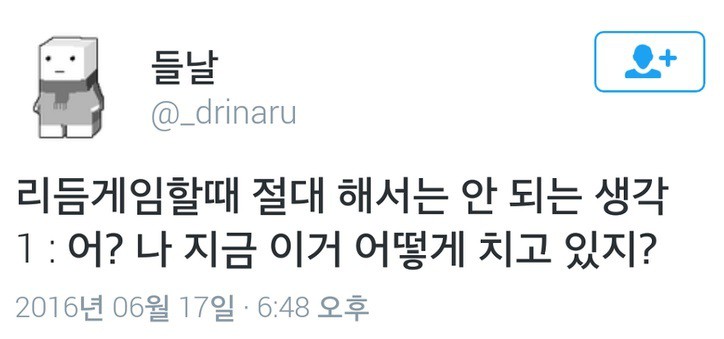 들날
@_drinaru
리듬게임할때 절대 해서는 안 되는 생각
1 : 어? 나 지금 이거 어떻게 치고 있지?
2016년 06월 17일 · 6:48 오후